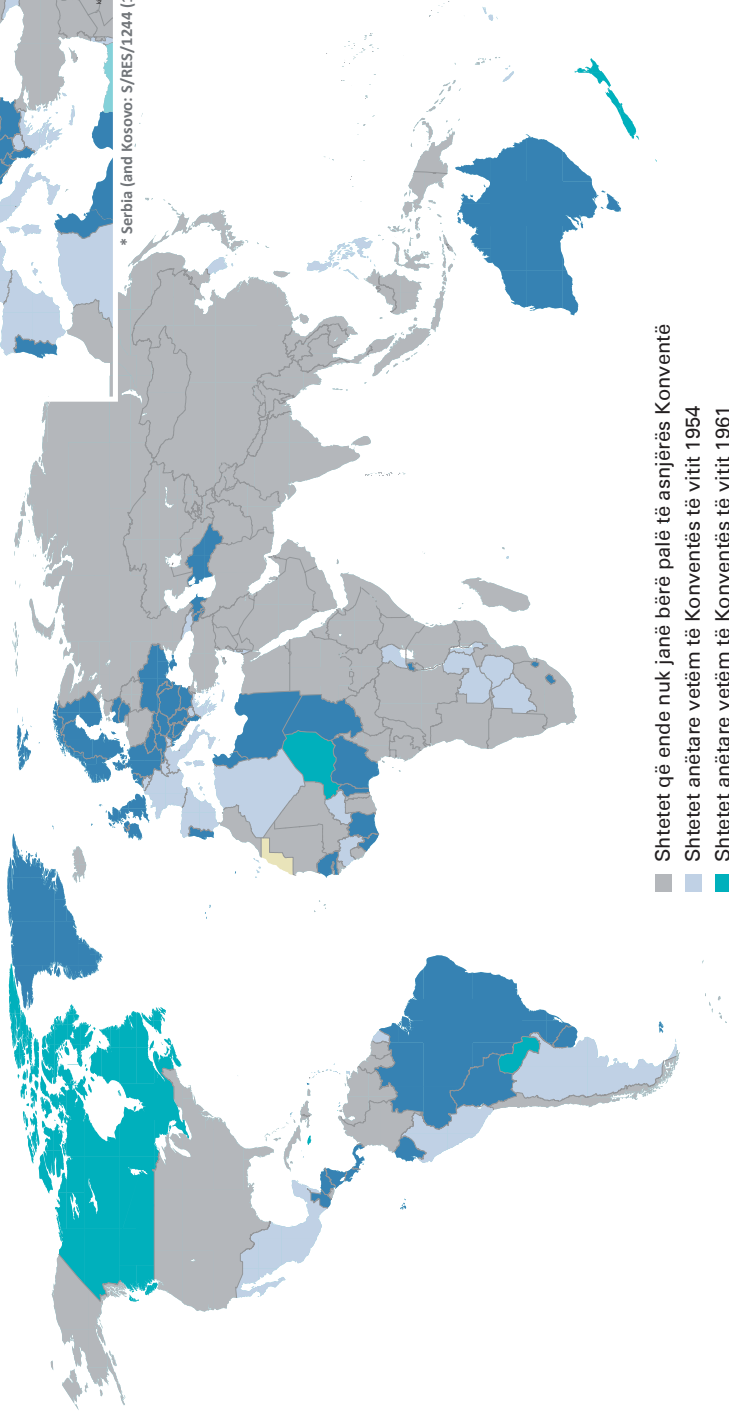 * Serbia (and Kosovo: S/RES/1244 (
Shtetet që ende nuk janë bërë palë të asnjërës Konventë
Shtetet anëtare vetëm të Konventës të vitit 1954
Shtetet anëtare vetëm të Konventës të vitit 1961